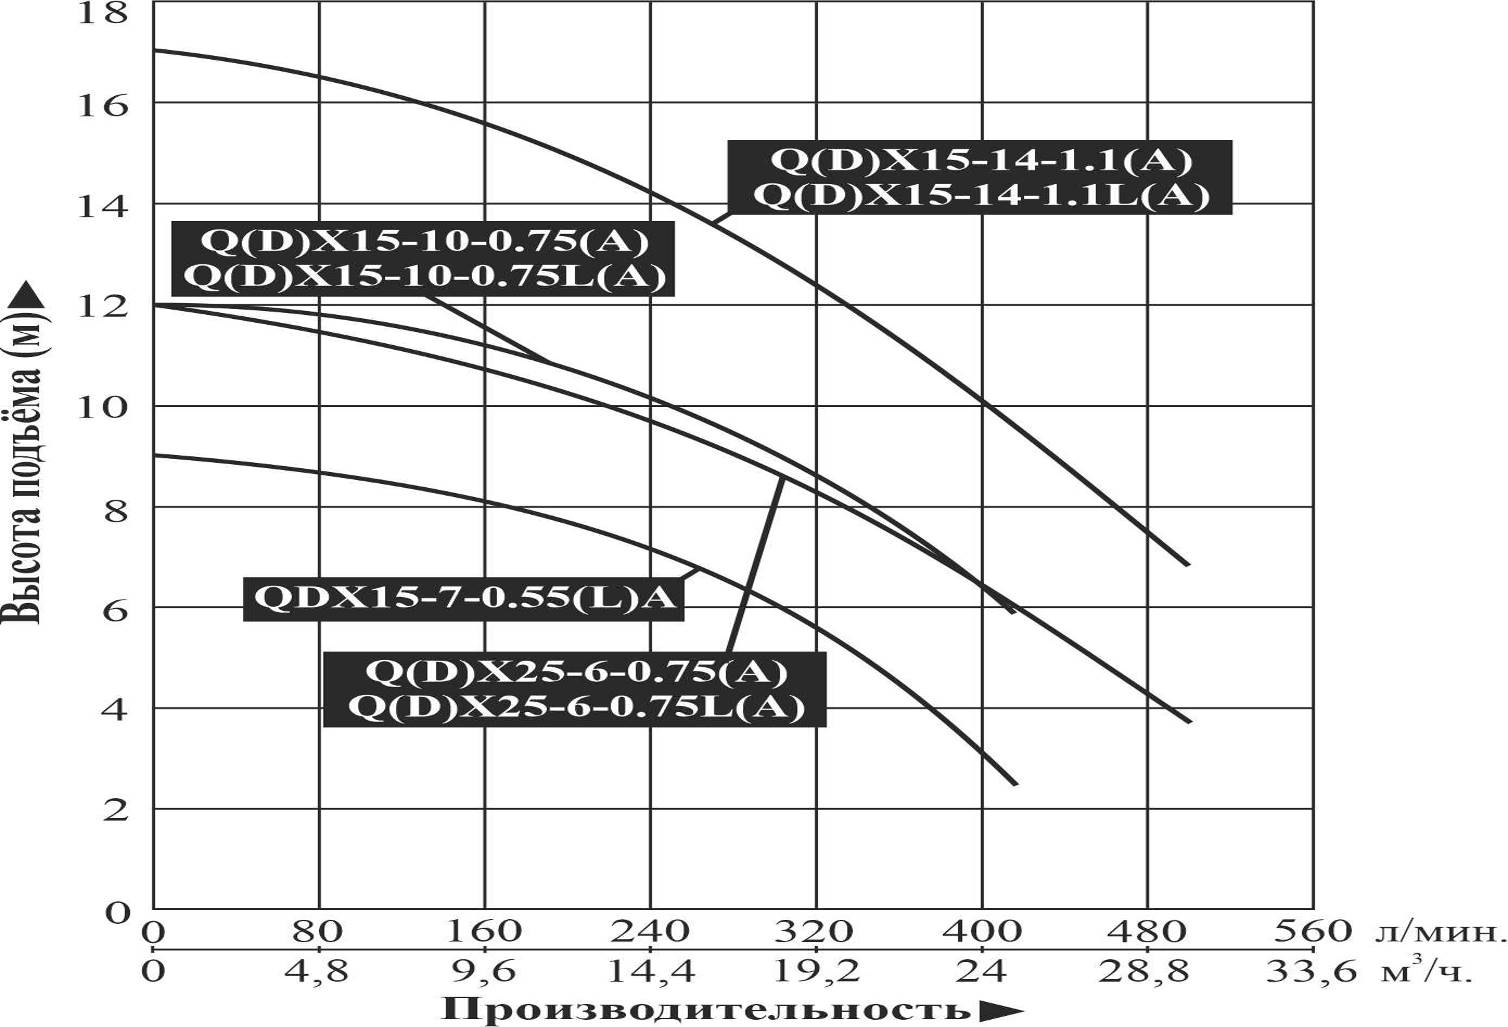 18
16
14
12
10
8
6
4
2
0
Высота подъёма (м)
Q(D)X15-14-1.1(A)
Q(D)X15-14-1.1L(A)
Q(D)X15-10-0.75(A)
Q(D)X15-10-0.75L(A)
QDX15-7-0.55(L)A
Q(D)X25-6-0.75(A)
Q(D)X25-6-0.75L(A)
0 80 160 240 320 400 480 560 л/мин.
0 4,8 9,6 14,4 19,2 24 28,8 33,6 м³/ч.
Производительность